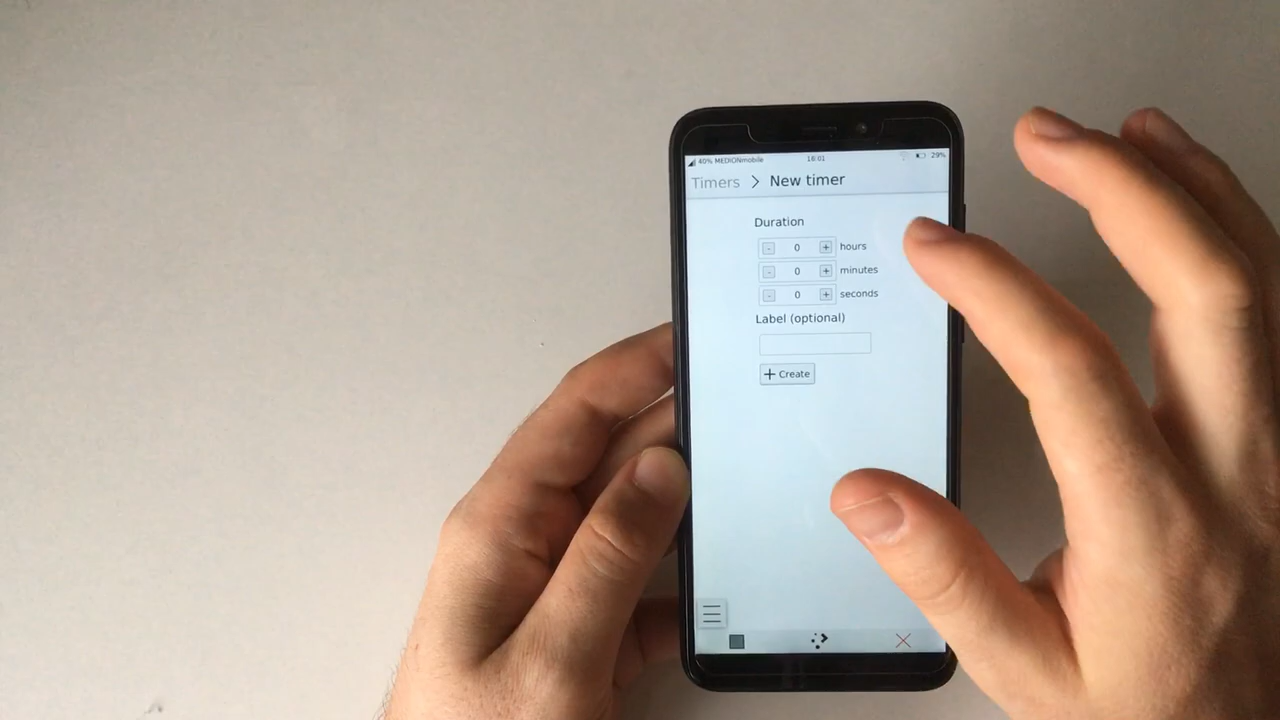 40% MEDIONmobile 16:01 29%
Timers > New timer
Duration
- 0 + hours
- 0 + minutes
- 0 + seconds
Label (optional)
+ Create